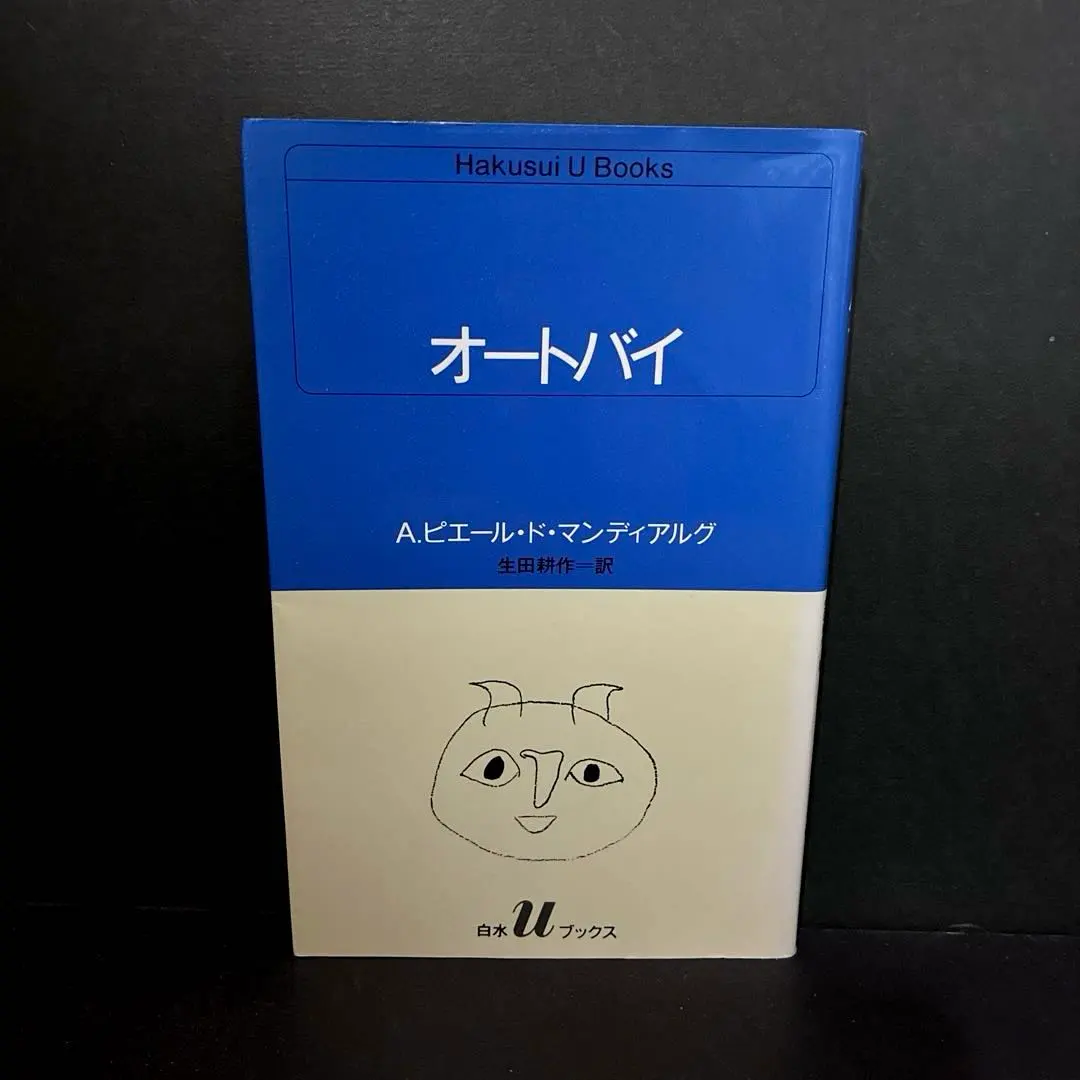 Hakusui U Books
オートバイ
A.ピエール・ド・マンディアルグ
生田耕作=訳
白水 u ブックス